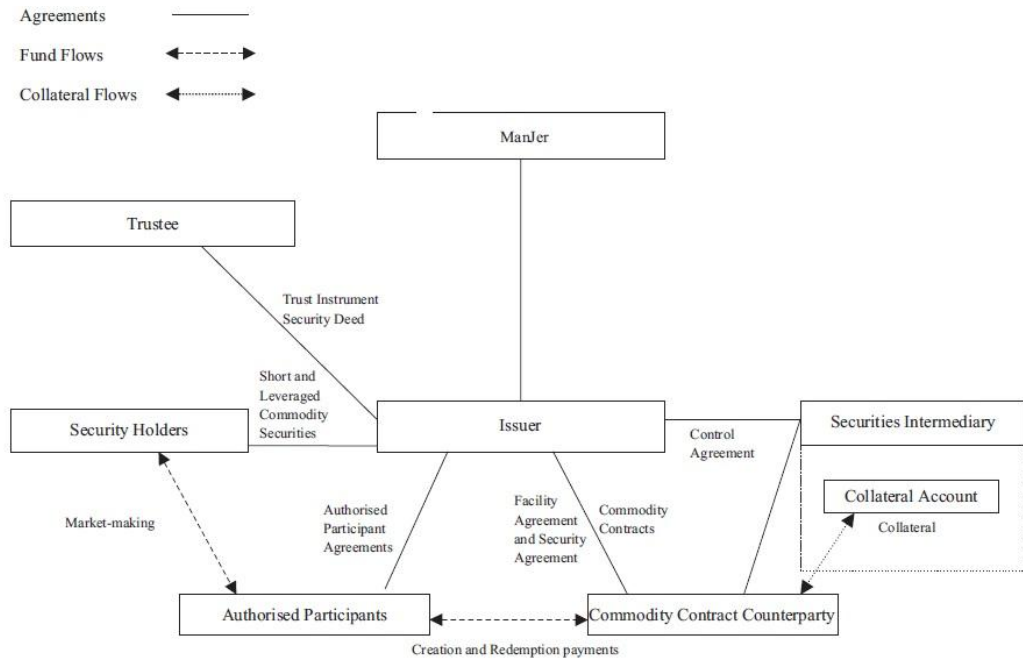 Agreements
Fund Flows
Collateral Flows
ManJer
Trustee
Trust Instrument
Security Deed
Short and
Leveraged
Commodity
Securities
Security Holders
Issuer
Control
Agreement
Securities Intermediary
Collateral Account
Collateral
Market-making
Authorised
Participant
Agreements
Facility
Agreement
and Security
Agreement
Commodity
Contracts
Authorised Participants
Commodity Contract Counterparty
Creation and Redemption payments